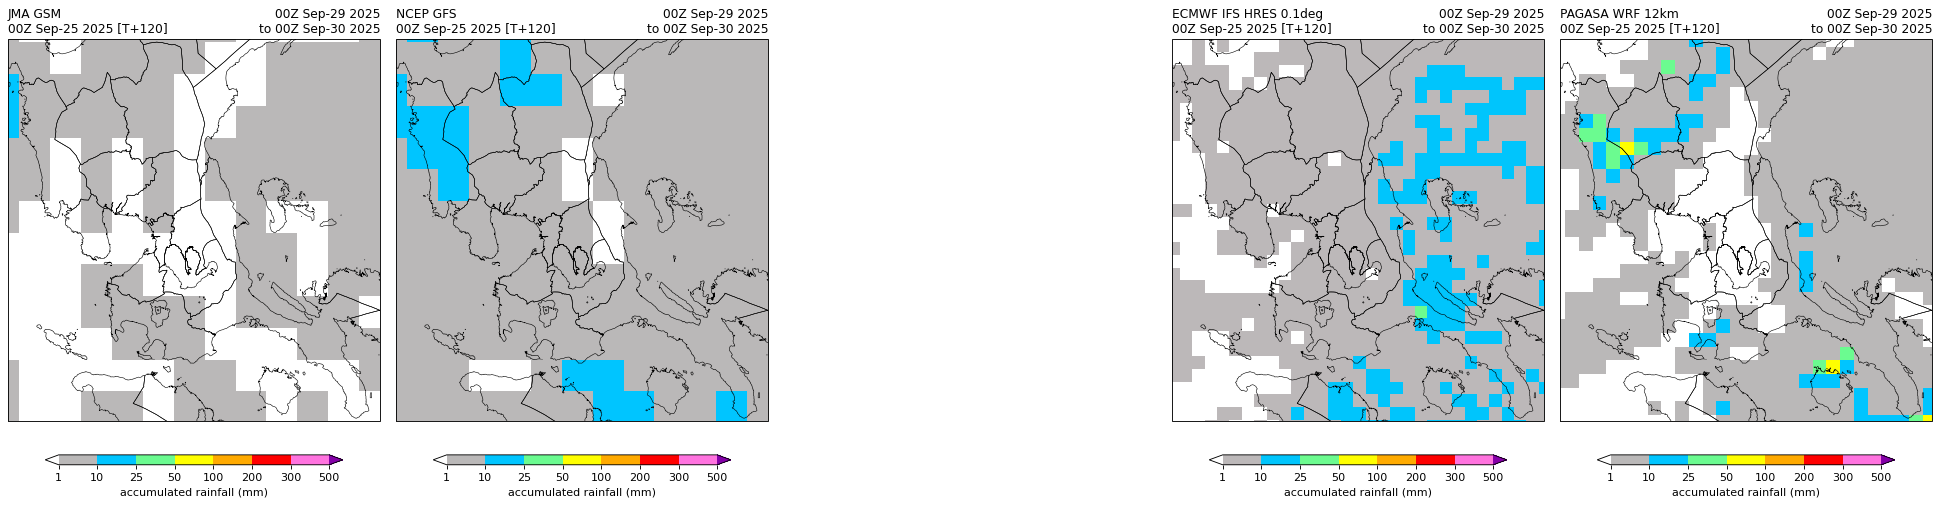 JMA GSM 00Z Sep-29 2025
00Z Sep-25 2025 [T+120] to 00Z Sep-30 2025
NCEP GFS 00Z Sep-29 2025
00Z Sep-25 2025 [T+120] to 00Z Sep-30 2025
ECMWF IFS HRES 0.1deg 00Z Sep-29 2025
00Z Sep-25 2025 [T+120] to 00Z Sep-30 2025
PAGASA WRF 12km 00Z Sep-29 2025
00Z Sep-25 2025 [T+120] to 00Z Sep-30 2025
1 10 25 50 100 200 300 500
accumulated rainfall (mm)
1 10 25 50 100 200 300 500
accumulated rainfall (mm)
1 10 25 50 100 200 300 500
accumulated rainfall (mm)
1 10 25 50 100 200 300 500
accumulated rainfall (mm)